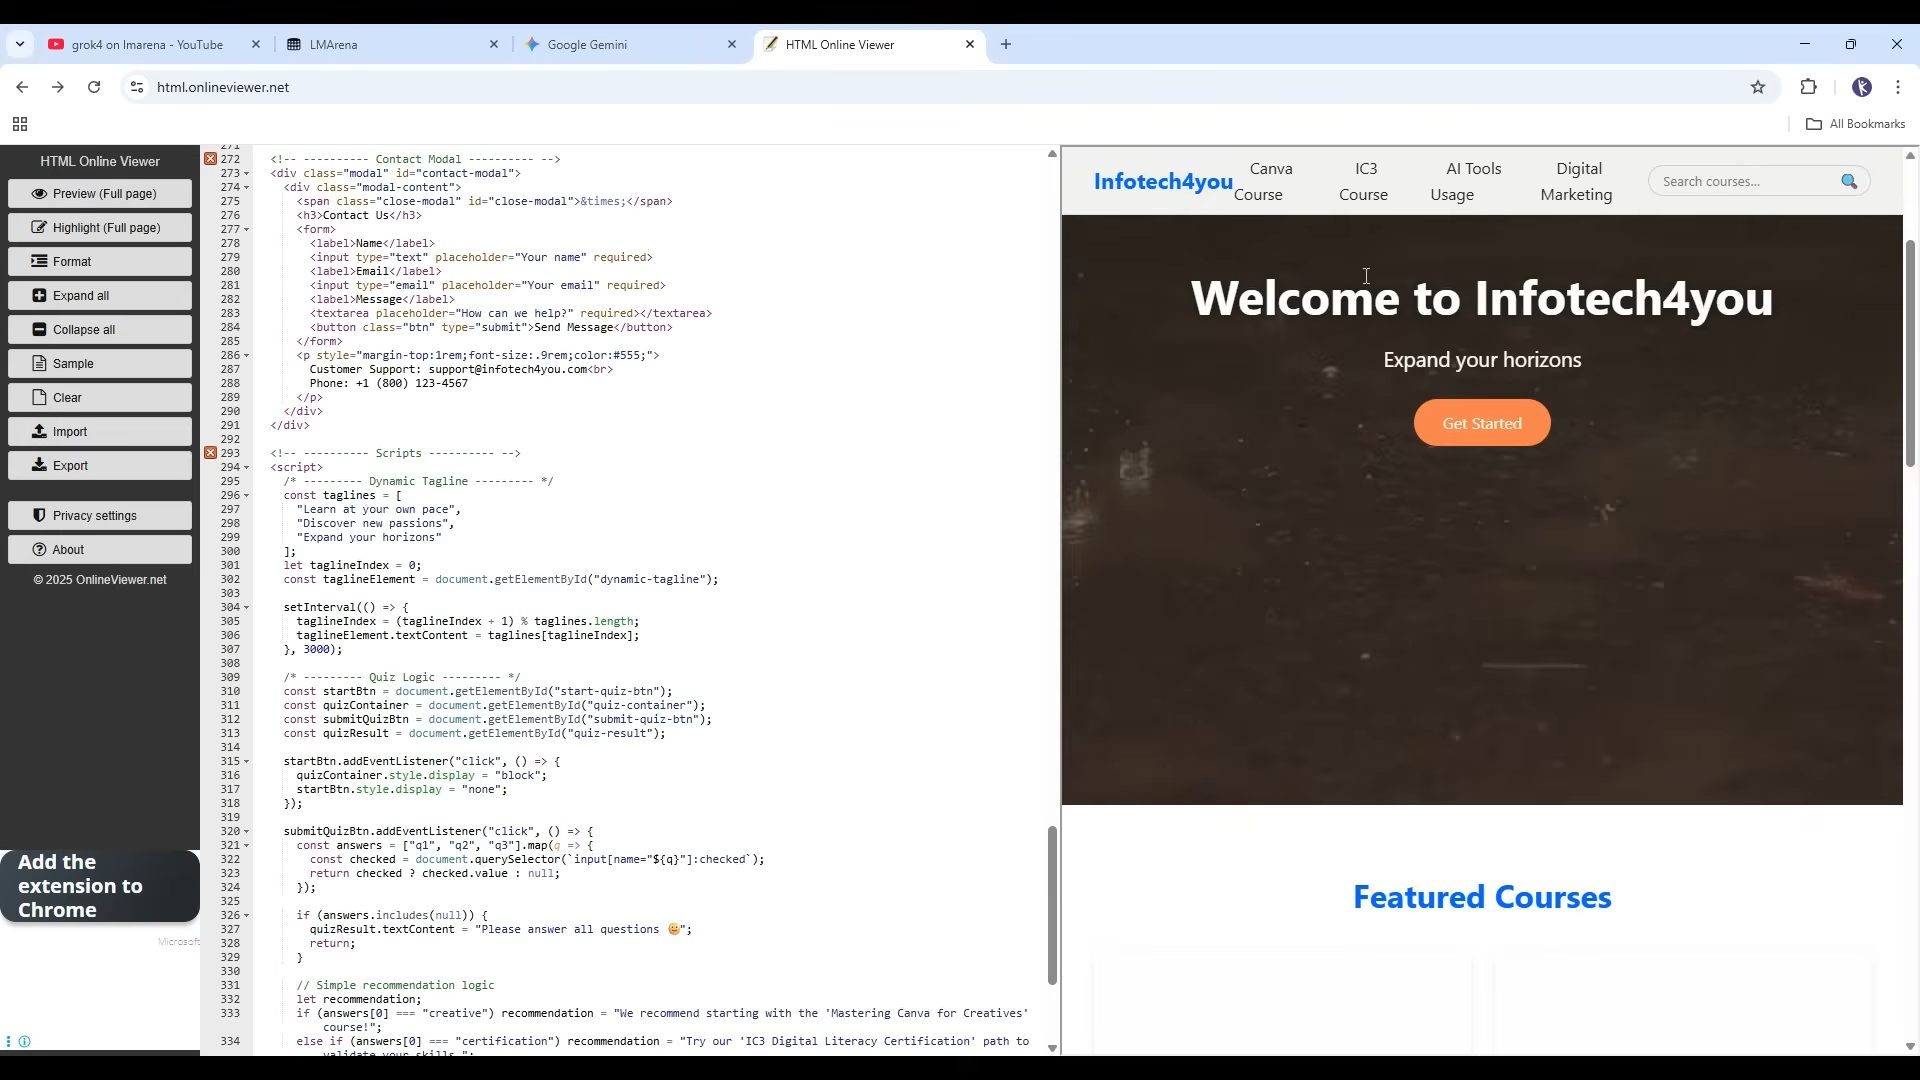 grok4 on lmarena - YouTube
LMArena
Google Gemini
HTML Online Viewer
html.onlineviewer.net
All Bookmarks
HTML Online Viewer
Preview (Full page)
Highlight (Full page)
Format
Expand all
Collapse all
Sample
Clear
Import
Export
Privacy settings
About
© 2025 OnlineViewer.net
Add the
extension to
Chrome
Microsoft
271
272 <!-- ---------- Contact Modal ---------- -->
273 <div class="modal" id="contact-modal">
274 <div class="modal-content">
275 <span class="close-modal" id="close-modal">&times;</span>
276 <h3>Contact Us</h3>
277 <form>
278 <label>Name</label>
279 <input type="text" placeholder="Your name" required>
280 <label>Email</label>
281 <input type="email" placeholder="Your email" required>
282 <label>Message</label>
283 <textarea placeholder="How can we help?" required></textarea>
284 <button class="btn" type="submit">Send Message</button>
285 </form>
286 <p style="margin-top:1rem;font-size:.9rem;color:#555;">
287 Customer Support: support@infotech4you.com<br>
288 Phone: +1 (800) 123-4567
289 </p>
290 </div>
291 </div>
292
293 <!-- ---------- Scripts ---------- -->
294 <script>
295 /* --------- Dynamic Tagline --------- */
296 const taglines = [
297 "Learn at your own pace",
298 "Discover new passions",
299 "Expand your horizons"
300 ];
301 let taglineIndex = 0;
302 const taglineElement = document.getElementById("dynamic-tagline");
303
304 setInterval(() => {
305 taglineIndex = (taglineIndex + 1) % taglines.length;
306 taglineElement.textContent = taglines[taglineIndex];
307 }, 3000);
308
309 /* --------- Quiz Logic --------- */
310 const startBtn = document.getElementById("start-quiz-btn");
311 const quizContainer = document.getElementById("quiz-container");
312 const submitQuizBtn = document.getElementById("submit-quiz-btn");
313 const quizResult = document.getElementById("quiz-result");
314
315 startBtn.addEventListener("click", () => {
316 quizContainer.style.display = "block";
317 startBtn.style.display = "none";
318 });
319
320 submitQuizBtn.addEventListener("click", () => {
321 const answers = ["q1", "q2", "q3"].map(q => {
322 const checked = document.querySelector(`input[name="${q}"]:checked`);
323 return checked ? checked.value : null;
324 });
325
326 if (answers.includes(null)) {
327 quizResult.textContent = "Please answer all questions 🙂";
328 return;
329 }
330
331 // Simple recommendation logic
332 let recommendation;
333 if (answers[0] === "creative") recommendation = "We recommend starting with the 'Mastering Canva for Creatives'
course!";
334 else if (answers[0] === "certification") recommendation = "Try our 'IC3 Digital Literacy Certification' path to
validate your skills.";
Infotech4you
Canva
Course
IC3
Course
AI Tools
Usage
Digital
Marketing
Search courses...
Welcome to Infotech4you
Expand your horizons
Get Started
Featured Courses